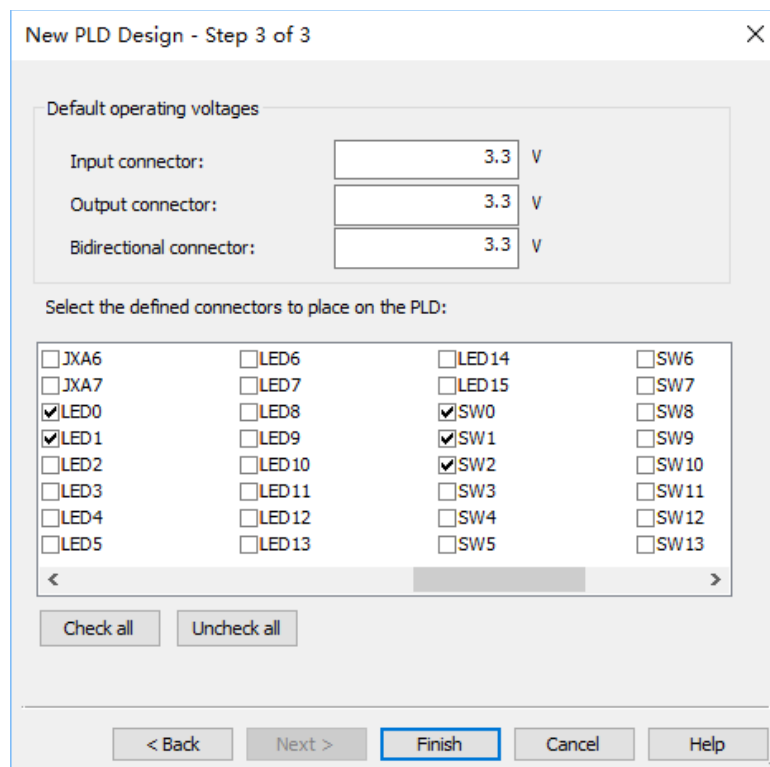 New PLD Design - Step 3 of 3
Default operating voltages
Input connector: 3.3 V
Output connector: 3.3 V
Bidirectional connector: 3.3 V
Select the defined connectors to place on the PLD:
JXA6 LED6 LED14 SW6
JXA7 LED7 LED15 SW7
LED0 LED8 SW0 SW8
LED1 LED9 SW1 SW9
LED2 LED10 SW2 SW10
LED3 LED11 SW3 SW11
LED4 LED12 SW4 SW12
LED5 LED13 SW5 SW13
Check all Uncheck all
< Back Next > Finish Cancel Help